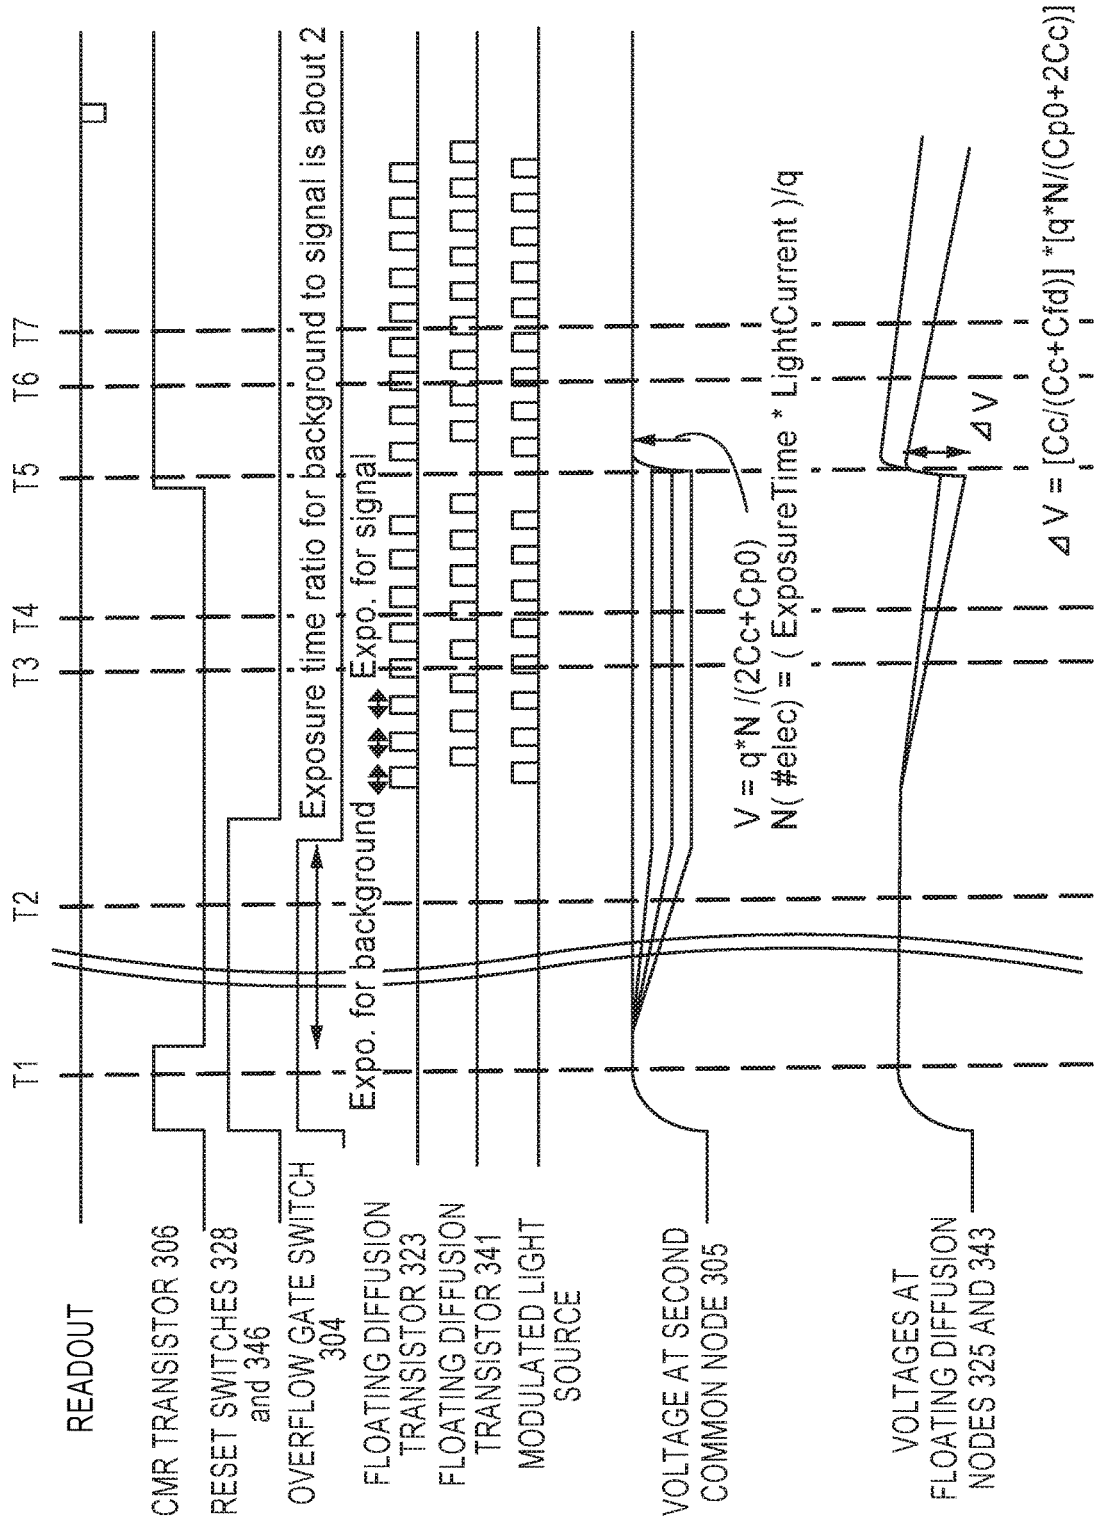 T1
T2
T3
T4
T5
T6
T7
READOUT
CMR TRANSISTOR 306
RESET SWITCHES 328
and 346
OVERFLOW GATE SWITCH
304
Exposure time ratio for background to signal is about 2
Expo. for background
Expo. for signal
FLOATING DIFFUSION
TRANSISTOR 323
FLOATING DIFFUSION
TRANSISTOR 341
MODULATED LIGHT
SOURCE
VOLTAGE AT SECOND
COMMON NODE 305
V = q*N /(2Cc+Cp0)
N( #elec) = ( ExposureTime * LightCurrent )/q
VOLTAGES AT
FLOATING DIFFUSION
NODES 325 AND 343
⊿ V
⊿ V = [Cc/(Cc+Cfd)] *[q*N/(Cp0+2Cc)]